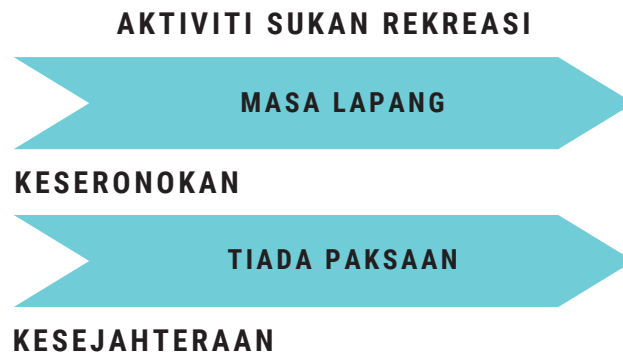 AKTIVITI SUKAN REKREASI
MASA LAPANG
KESERONOKAN
TIADA PAKSAAN
KESEJAHTERAAN